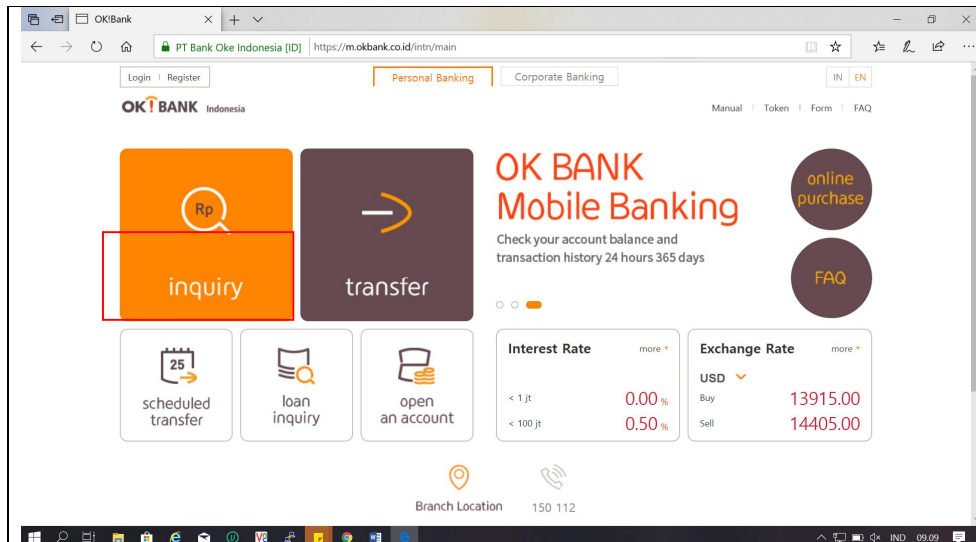 OK!Bank
PT Bank Oke Indonesia [ID] https://m.okbank.co.id/intn/main
Login Register
Personal Banking Corporate Banking
IN EN
OK! BANK Indonesia
Manual Token Form FAQ
Rp
inquiry
transfer
OK BANK
Mobile Banking
Check your account balance and
transaction history 24 hours 365 days
online
purchase
FAQ
25
scheduled
transfer
loan
inquiry
open
an account
Interest Rate more +
< 1 jt 0.00 %
< 100 jt 0.50 %
Exchange Rate more +
USD
Buy 13915.00
Sell 14405.00
Branch Location
150 112
IND 09.09